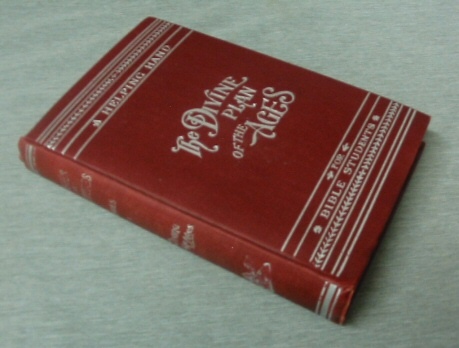 A HELPING HAND
The DIVINE
PLAN
OF THE
AGES
FOR
BIBLE STUDENTS